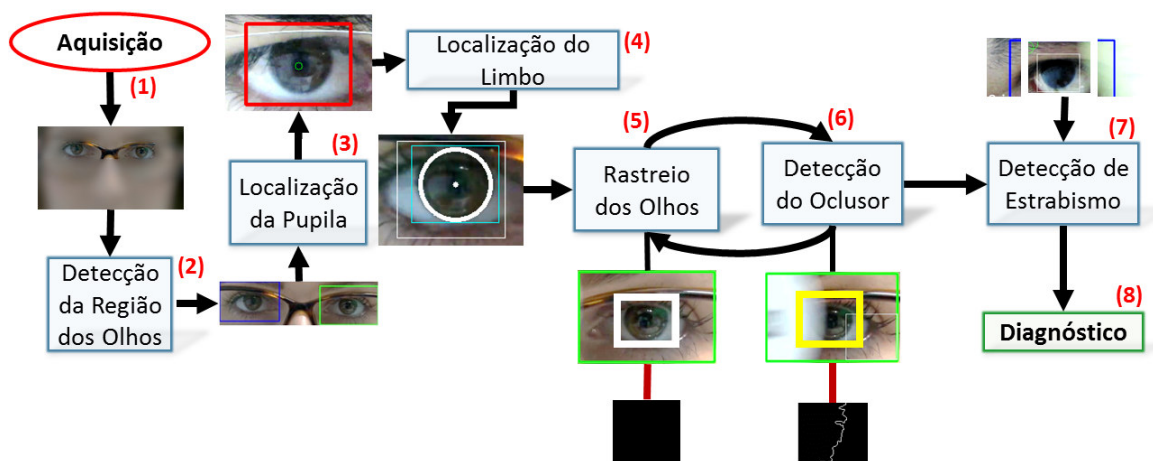 Aquisição
(1)
(2)
Detecção
da Região
dos Olhos
(3)
Localização
da Pupila
Localização do
Limbo
(4)
(5)
Rastreio
dos Olhos
(6)
Detecção
do Oclusor
(7)
Detecção de
Estrabismo
(8)
Diagnóstico